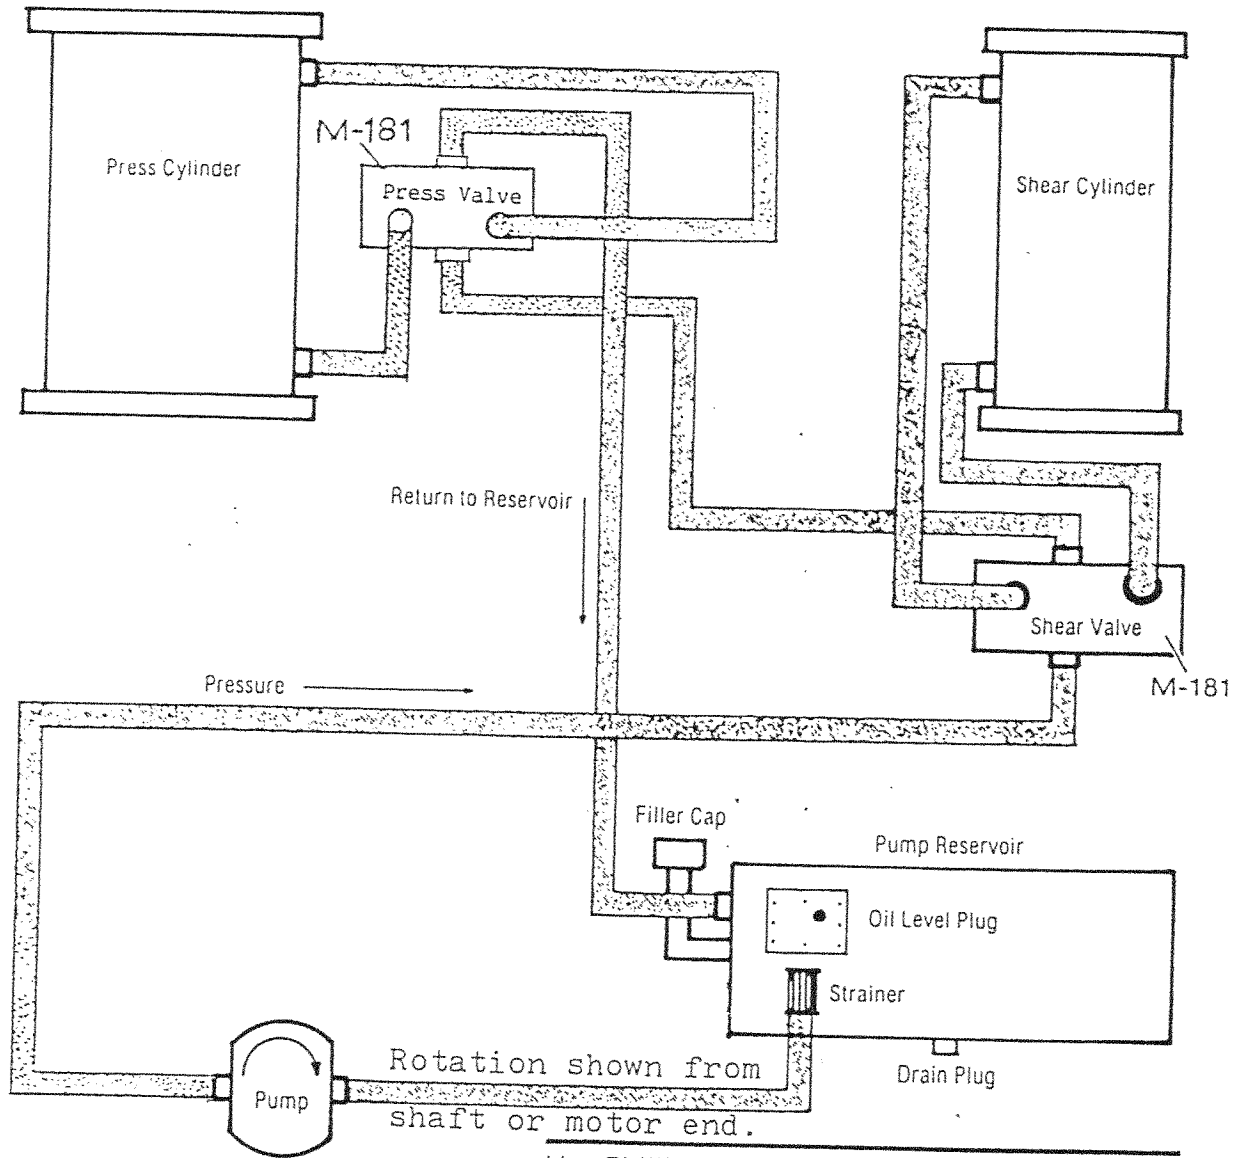 M-181
Press Cylinder
Press Valve
Shear Cylinder
Return to Reservoir
Shear Valve
M-181
Pressure
Filler Cap
Pump Reservoir
Oil Level Plug
Strainer
Rotation shown from
shaft or motor end.
Pump
Drain Plug